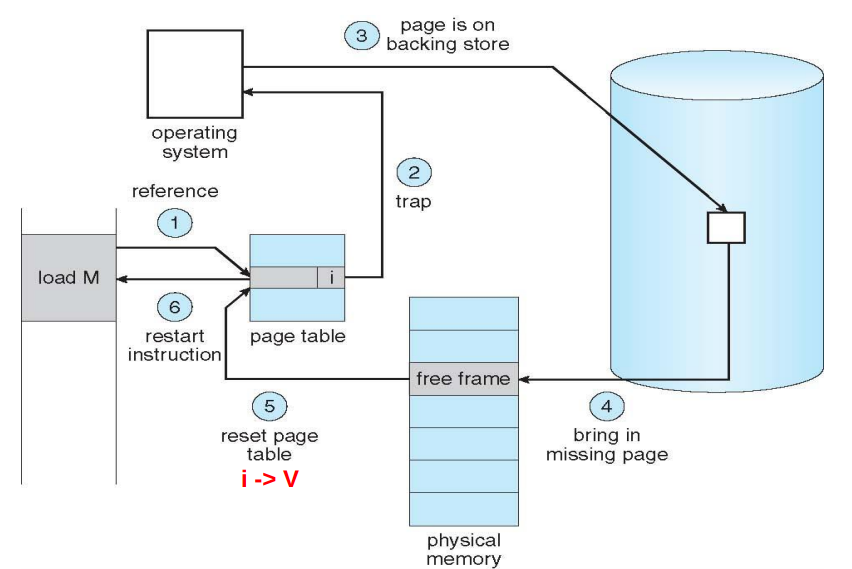 3
page is on
backing store
operating
system
2
trap
reference
1
load M
i
6
restart
instruction
page table
free frame
5
reset page
table
i -> V
4
bring in
missing page
physical
memory